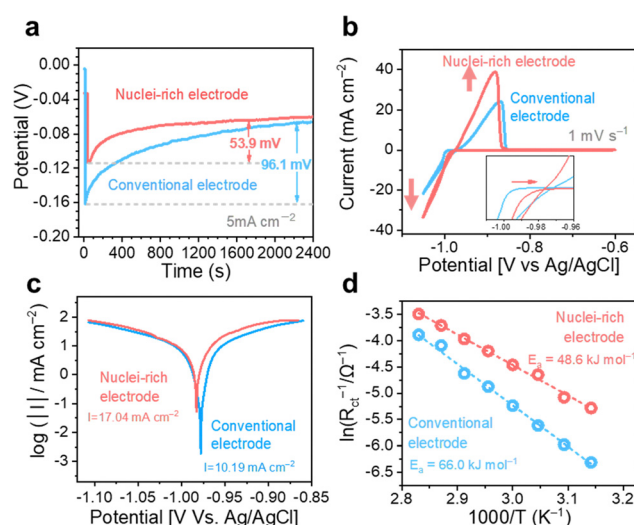 a
Potential (V)
0.00
-0.04
-0.08
-0.12
-0.16
-0.20
Nuclei-rich electrode
53.9 mV
96.1 mV
Conventional electrode
5mA cm⁻²
0 400 800 1200 1600 2000 2400
Time (s)
b
Current (mA cm⁻²)
60
40
20
0
-20
-40
Nuclei-rich electrode
Conventional
electrode
1 mV s⁻¹
-1.00 -0.98 -0.96
-1.0 -0.8 -0.6
Potential [V vs Ag/AgCl]
c
log (|I|/ mA cm⁻²)
4
3
2
1
0
-1
-2
-3
Nuclei-rich
electrode
I=17.04 mA cm⁻²
Conventional
electrode
I=10.19 mA cm⁻²
-1.10 -1.05 -1.00 -0.95 -0.90 -0.85
Potential [V Vs. Ag/AgCl]
d
ln(Rct⁻¹/Ω⁻¹)
-3.5
-4.0
-4.5
-5.0
-5.5
-6.0
-6.5
Nuclei-rich
electrode
Eₐ = 48.6 kJ mol⁻¹
Conventional
electrode
Eₐ = 66.0 kJ mol⁻¹
2.8 2.9 3.0 3.1 3.2
1000/T (K⁻¹)